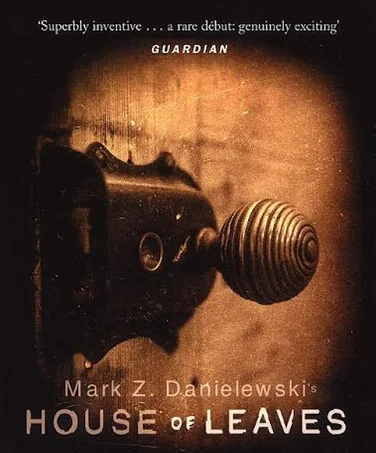 ‘Superbly inventive . . . a rare début: genuinely exciting’
GUARDIAN
Mark Z. Danielewski's
HOUSE OF LEAVES